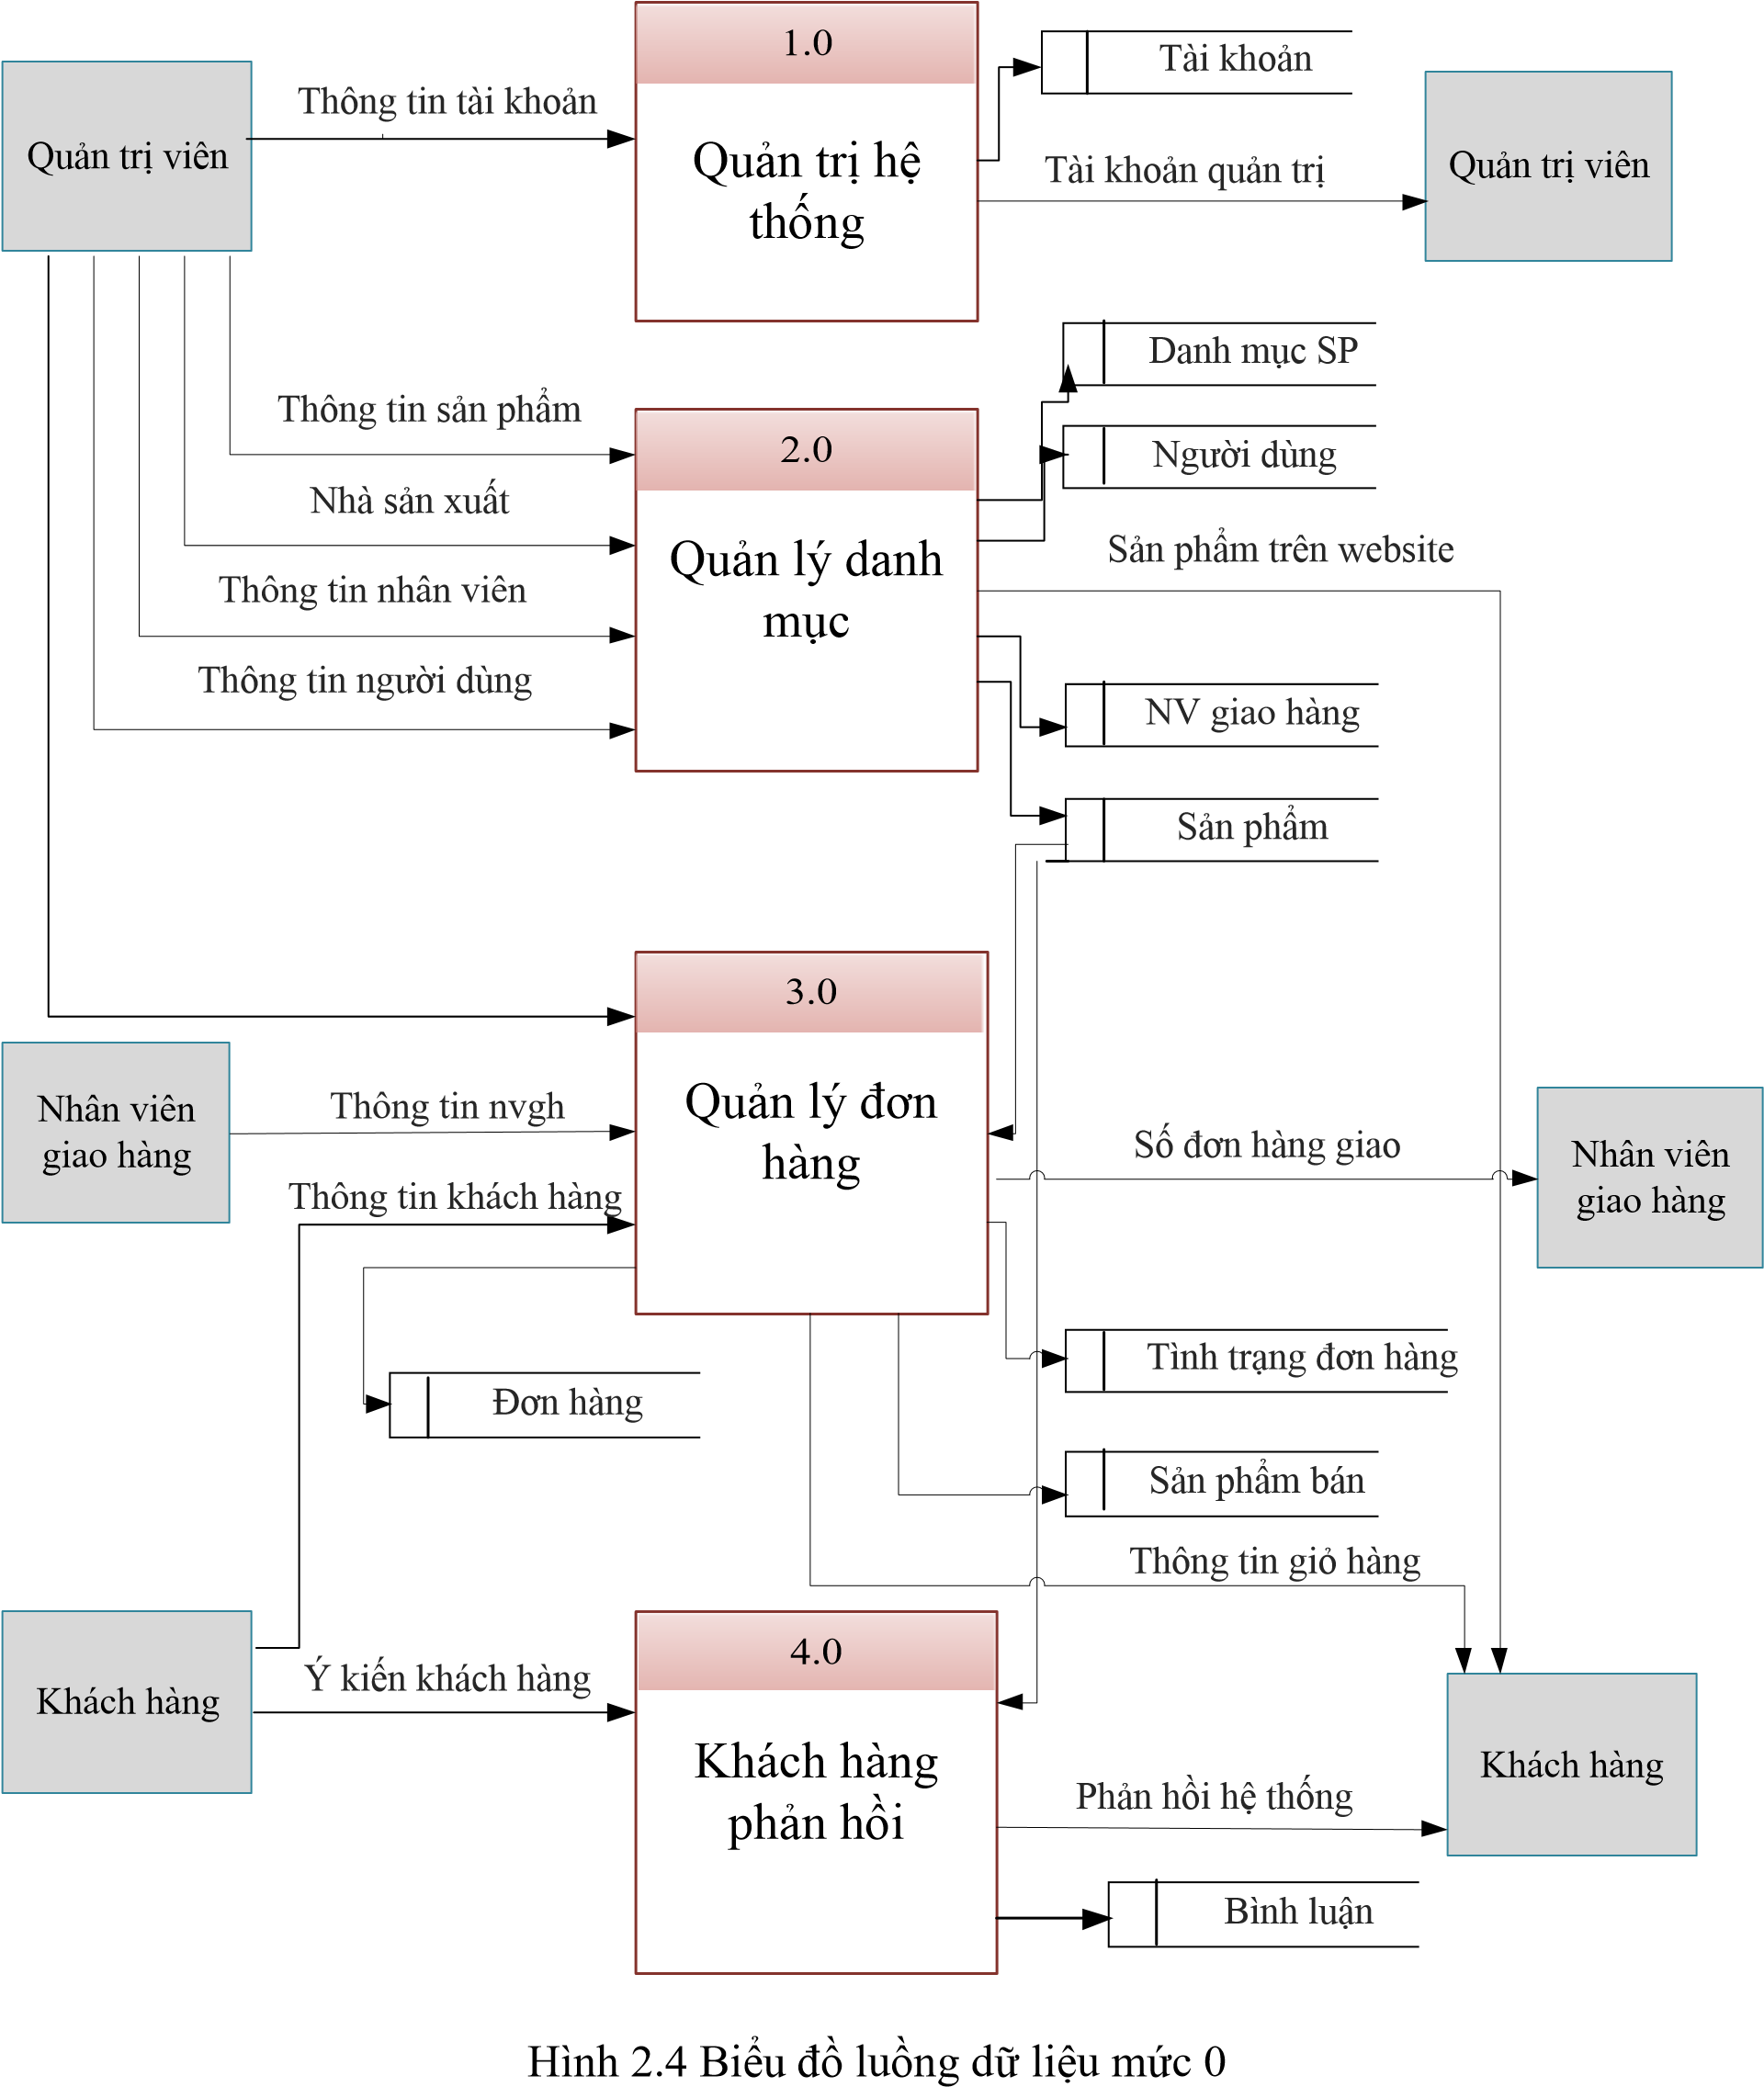 1.0
Tài khoản
Thông tin tài khoản
Quản trị viên
Quản trị hệ
thống
Tài khoản quản trị
Quản trị viên
Danh mục SP
Thông tin sản phẩm
2.0
Người dùng
Nhà sản xuất
Quản lý danh
mục
Sản phẩm trên website
Thông tin nhân viên
Thông tin người dùng
NV giao hàng
Sản phẩm
3.0
Nhân viên
giao hàng
Thông tin nvgh
Quản lý đơn
hàng
Số đơn hàng giao
Nhân viên
giao hàng
Thông tin khách hàng
Tình trạng đơn hàng
Đơn hàng
Sản phẩm bán
Thông tin giỏ hàng
4.0
Ý kiến khách hàng
Khách hàng
Khách hàng
phản hồi
Khách hàng
Phản hồi hệ thống
Bình luận
Hình 2.4 Biểu đồ luồng dữ liệu mức 0